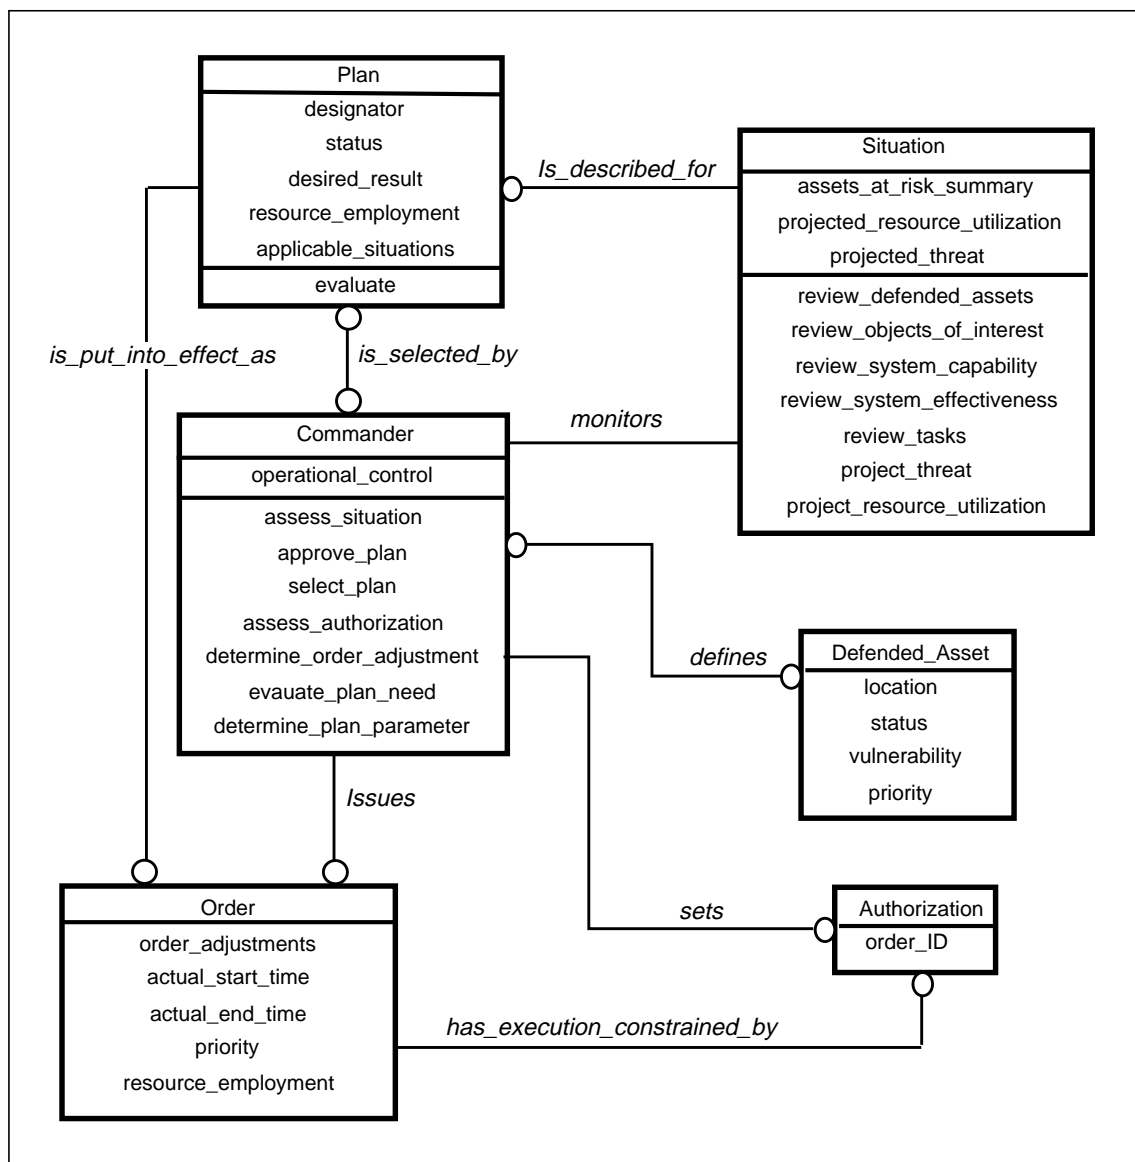 Plan
designator
status
desired_result
resource_employment
applicable_situations
evaluate
Is_described_for
Situation
assets_at_risk_summary
projected_resource_utilization
projected_threat
review_defended_assets
review_objects_of_interest
review_system_capability
review_system_effectiveness
review_tasks
project_threat
project_resource_utilization
is_put_into_effect_as
is_selected_by
monitors
Commander
operational_control
assess_situation
approve_plan
select_plan
assess_authorization
determine_order_adjustment
evauate_plan_need
determine_plan_parameter
defines
Defended_Asset
location
status
vulnerability
priority
Issues
sets
Order
order_adjustments
actual_start_time
actual_end_time
priority
resource_employment
Authorization
order_ID
has_execution_constrained_by